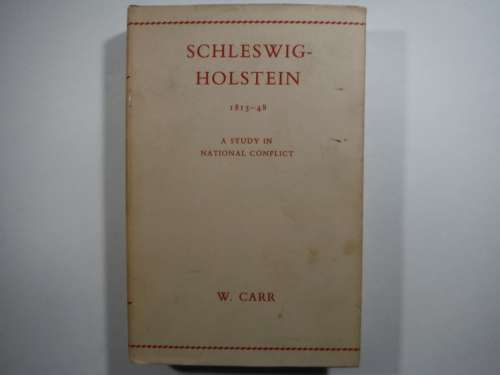 SCHLESWIG-
HOLSTEIN
1815–48
A STUDY IN
NATIONAL CONFLICT
W. CARR